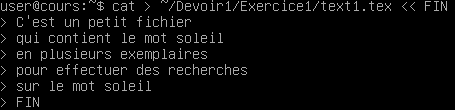 user@cours:~$ cat > ~/Devoir1/Exercice1/text1.tex << FIN
> C'est un petit fichier
> qui contient le mot soleil
> en plusieurs exemplaires
> pour effectuer des recherches
> sur le mot soleil
> FIN